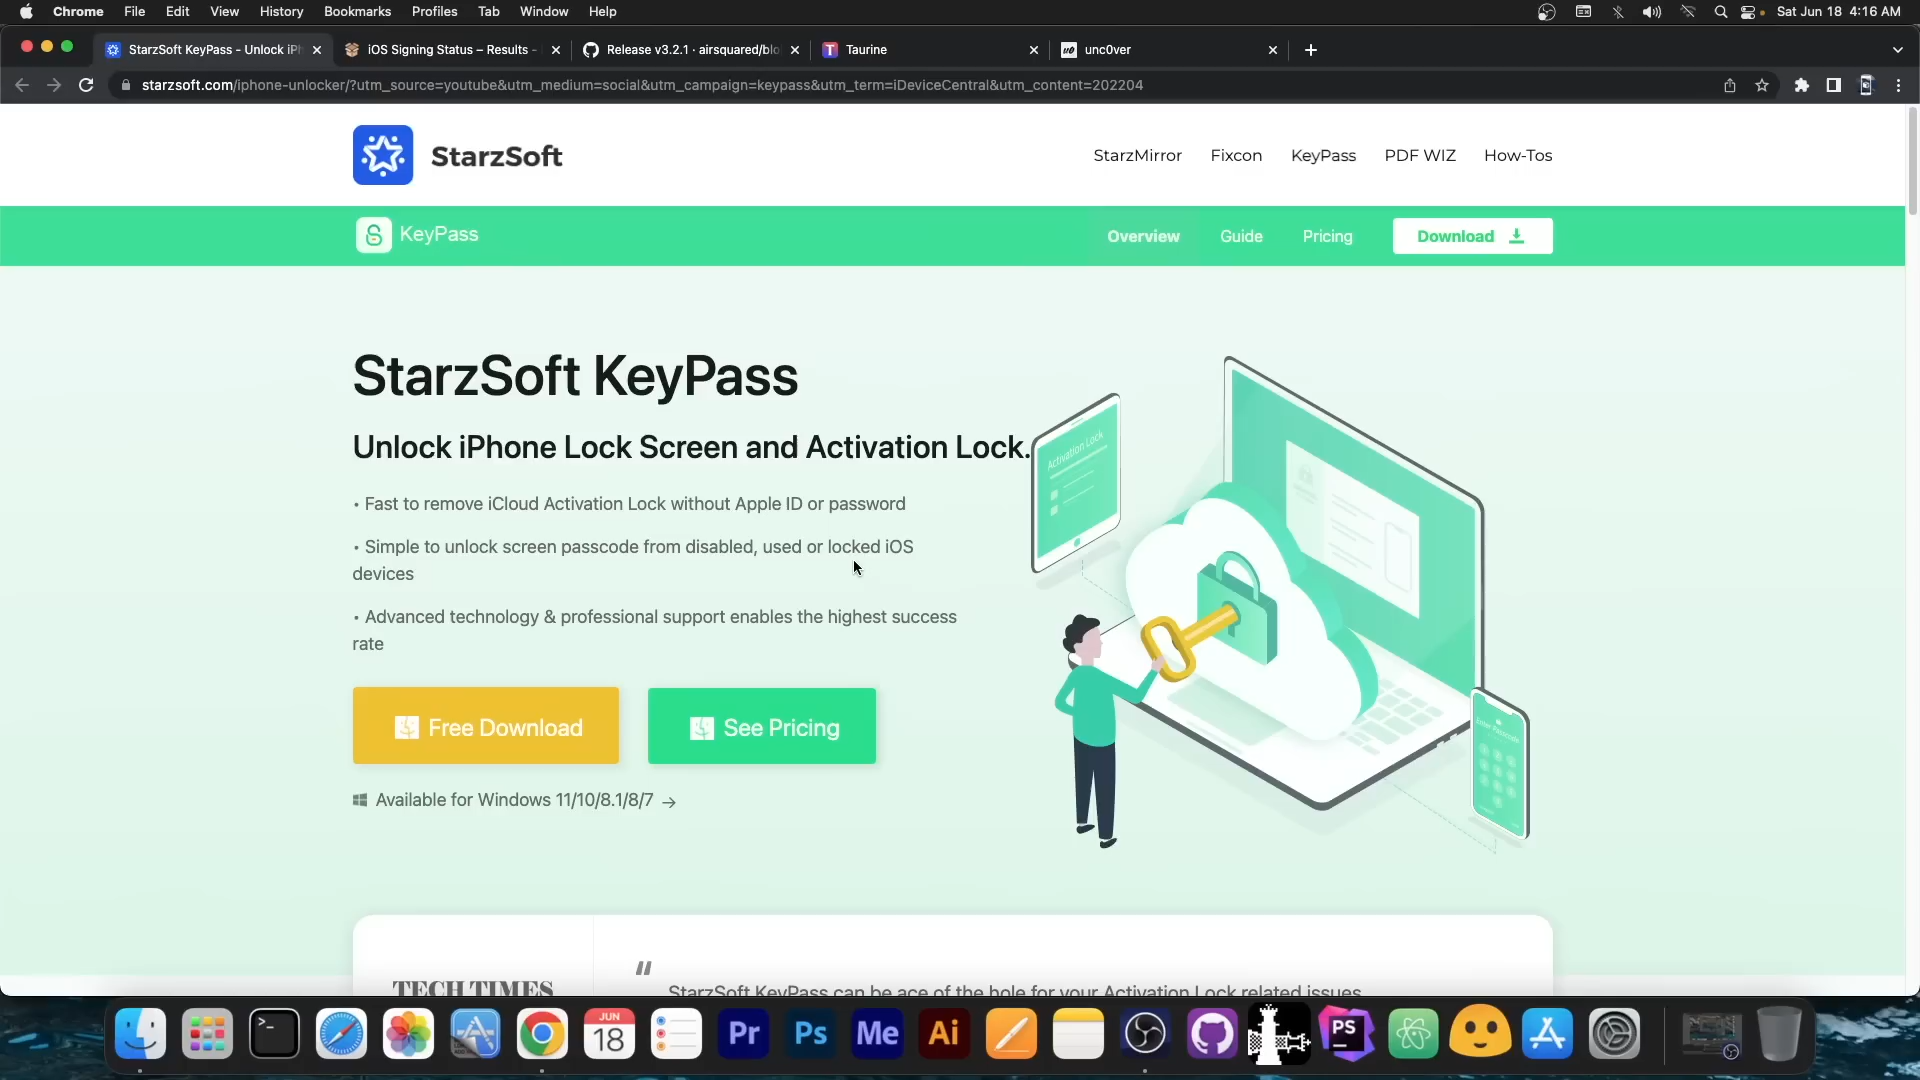 Chrome File Edit View History Bookmarks Profiles Tab Window Help Sat Jun 18 4:16 AM
StarzSoft KeyPass - Unlock iPh iOS Signing Status – Results - Release v3.2.1 · airsquared/blo Taurine unc0ver
starzsoft.com/iphone-unlocker/?utm_source=youtube&utm_medium=social&utm_campaign=keypass&utm_term=iDeviceCentral&utm_content=202204
StarzSoft StarzMirror Fixcon KeyPass PDF WIZ How-Tos
KeyPass Overview Guide Pricing Download
StarzSoft KeyPass
Unlock iPhone Lock Screen and Activation Lock.
• Fast to remove iCloud Activation Lock without Apple ID or password
• Simple to unlock screen passcode from disabled, used or locked iOS
devices
• Advanced technology & professional support enables the highest success
rate
Activation Lock
Enter Passcode
Free Download See Pricing
Available for Windows 11/10/8.1/8/7 →
TECH TIMES
"
StarzSoft KeyPass can be ace of the hole for your Activation Lock related issues
JUN
18
Pr Ps Me Ai PS